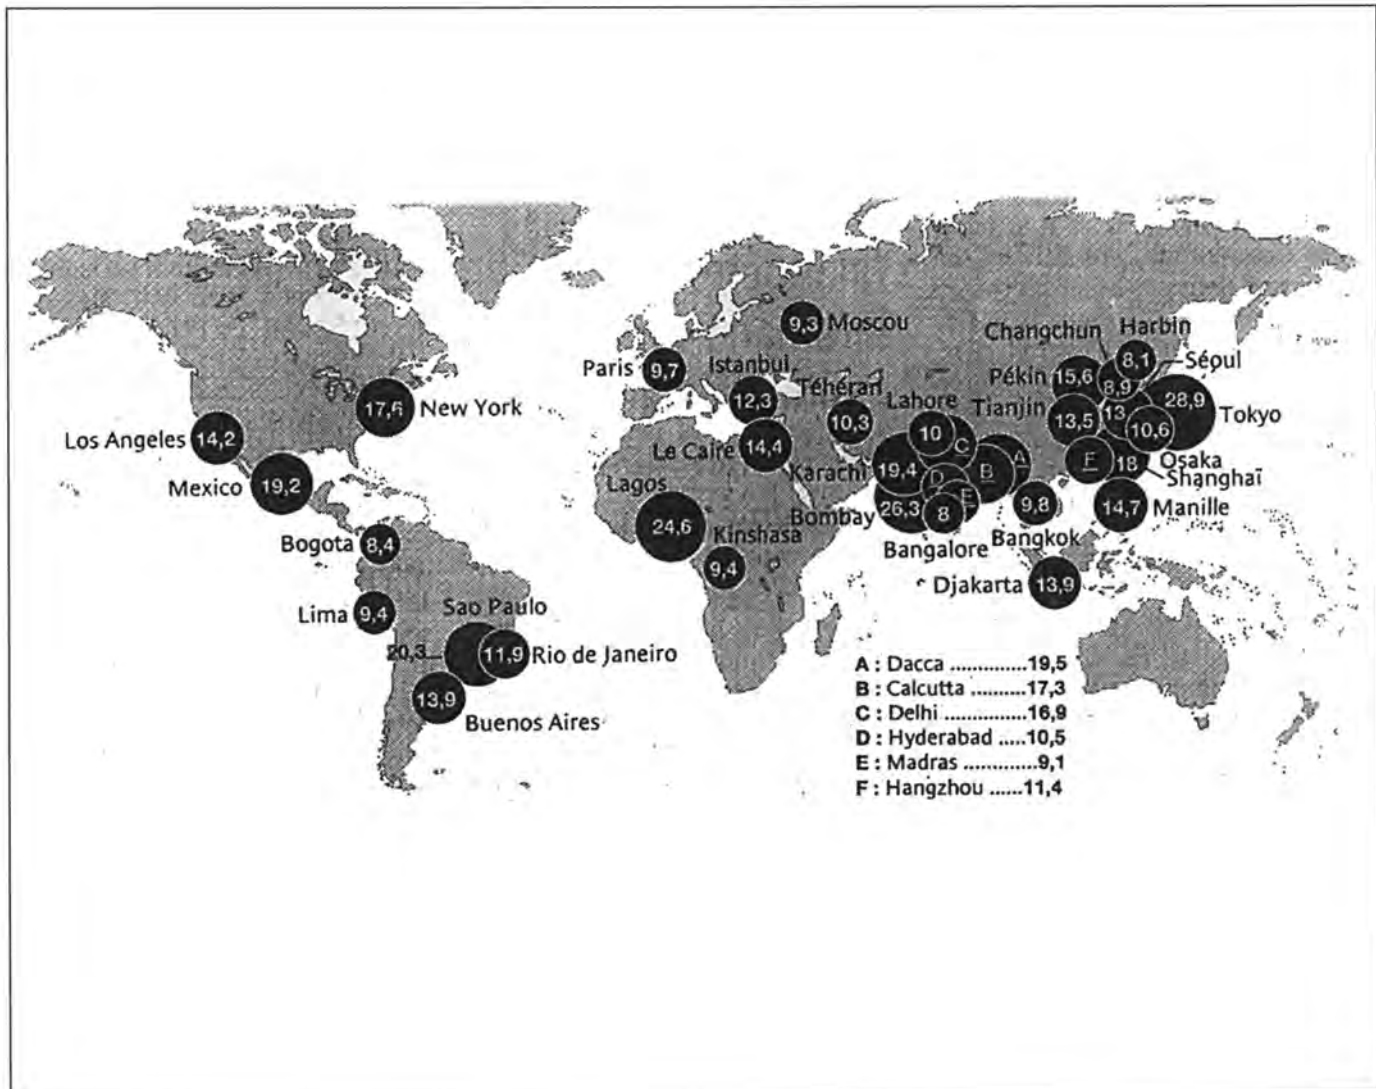 9,3 Moscou
Changchun
Harbin
8,1
Séoul
Paris 9,7
Istanbul
Pékin 15,6
8,9
Téhéran
Lahore
12,3
28,9 Tokyo
New York
Tianjin 13,5
13
10,6
10,3
10
Los Angeles 14,2
Le Caire 14,4
C
A
B
F
18
Osaka
Shanghaï
Karachi 19,4
Mexico 19,2
Lagos
D
E
Bombay 26,3
8
9,8
14,7 Manille
24,6
Kinshasa
Bangalore
Bangkok
Bogota 8,4
9,4
Djakarta 13,9
Lima 9,4
Sao Paulo
20,3
11,9 Rio de Janeiro
13,9
Buenos Aires
A : Dacca ..............19,5
B : Calcutta ..........17,3
C : Delhi ...............16,9
D : Hyderabad .....10,5
E : Madras .............9,1
F : Hangzhou ......11,4